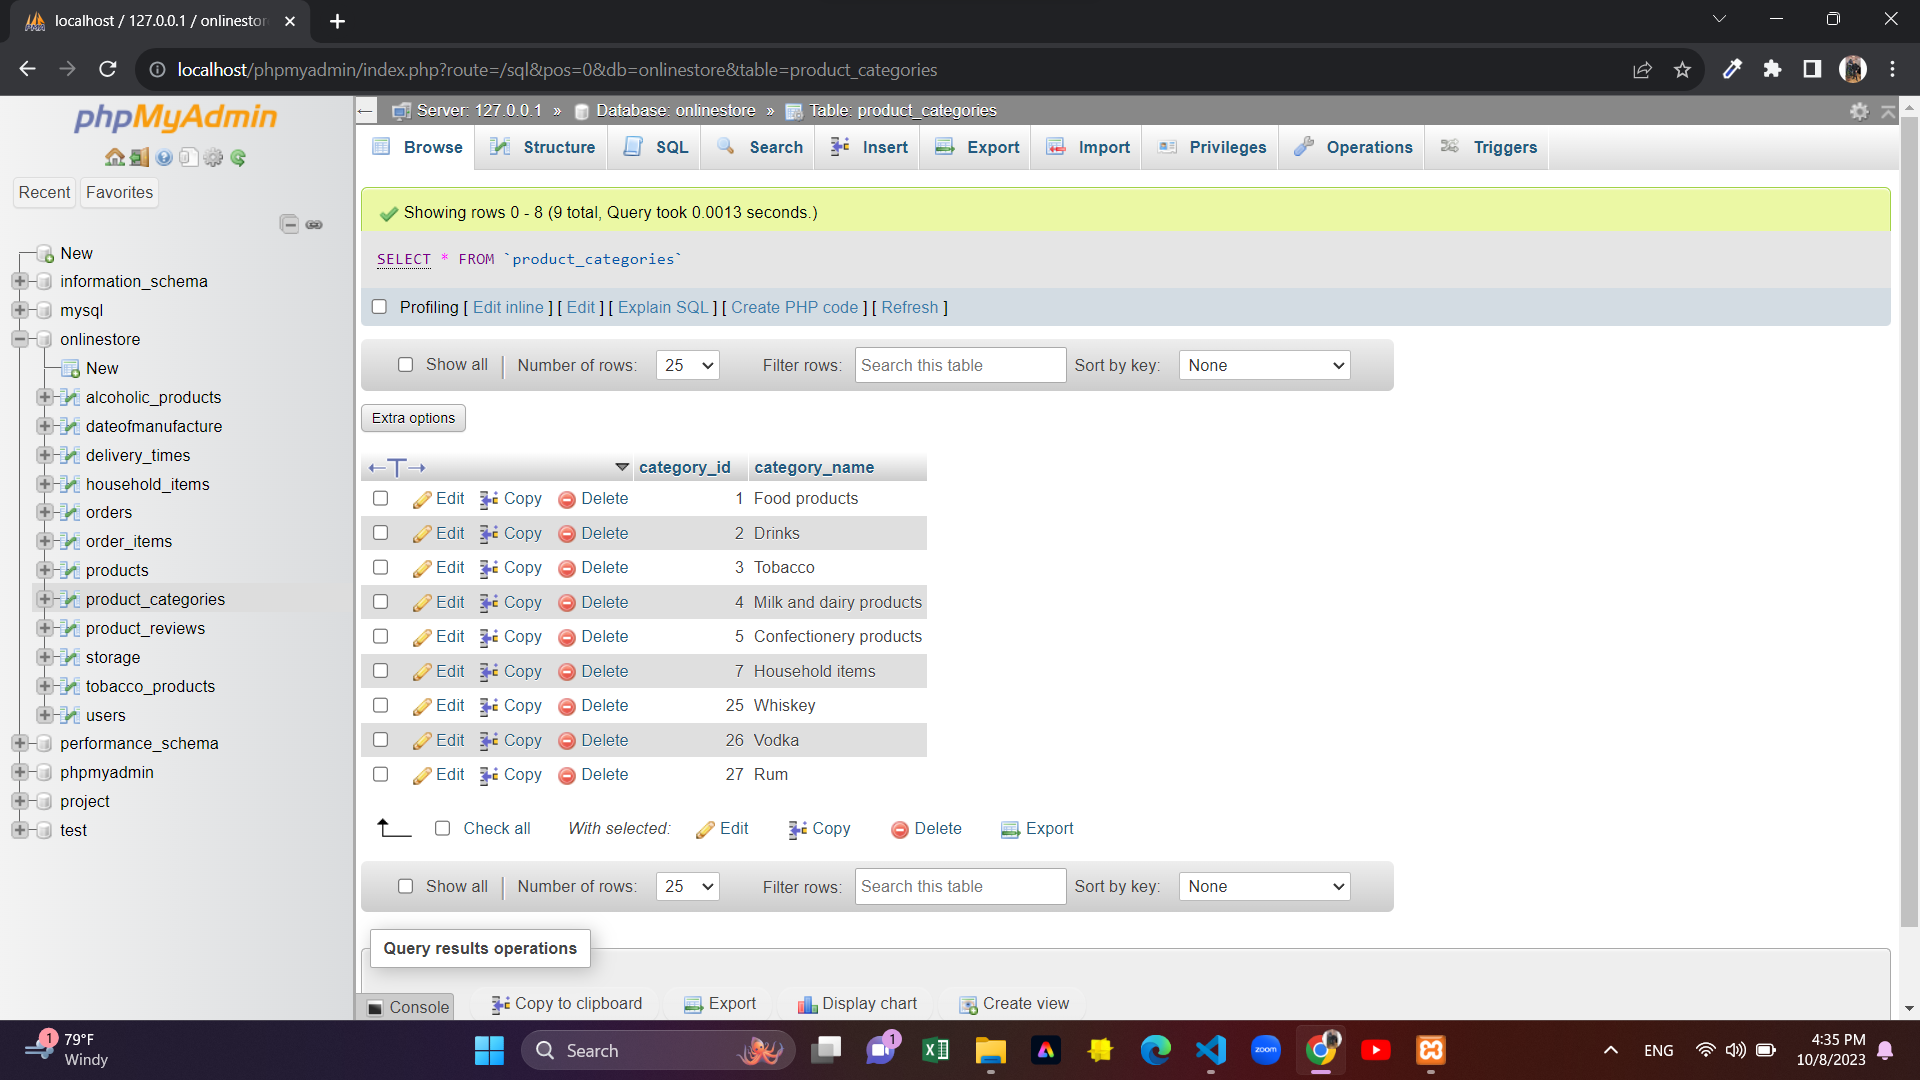 localhost / 127.0.0.1 / onlinestor
localhost/phpmyadmin/index.php?route=/sql&pos=0&db=onlinestore&table=product_categories
phpMyAdmin
Recent Favorites
New
information_schema
mysql
onlinestore
New
alcoholic_products
dateofmanufacture
delivery_times
household_items
orders
order_items
products
product_categories
product_reviews
storage
tobacco_products
users
performance_schema
phpmyadmin
project
test
Server: 127.0.0.1 » Database: onlinestore » Table: product_categories
Browse Structure SQL Search Insert Export Import Privileges Operations Triggers
Showing rows 0 - 8 (9 total, Query took 0.0013 seconds.)
SELECT * FROM `product_categories`
Profiling [ Edit inline ] [ Edit ] [ Explain SQL ] [ Create PHP code ] [ Refresh ]
Show all | Number of rows: 25 Filter rows: Search this table Sort by key: None
Extra options
←T→ category_id category_name
Edit Copy Delete 1 Food products
Edit Copy Delete 2 Drinks
Edit Copy Delete 3 Tobacco
Edit Copy Delete 4 Milk and dairy products
Edit Copy Delete 5 Confectionery products
Edit Copy Delete 7 Household items
Edit Copy Delete 25 Whiskey
Edit Copy Delete 26 Vodka
Edit Copy Delete 27 Rum
Check all With selected: Edit Copy Delete Export
Show all | Number of rows: 25 Filter rows: Search this table Sort by key: None
Query results operations
Console Copy to clipboard Export Display chart Create view
1 79°F
Windy
Search
1
zoom
ENG
4:35 PM
10/8/2023